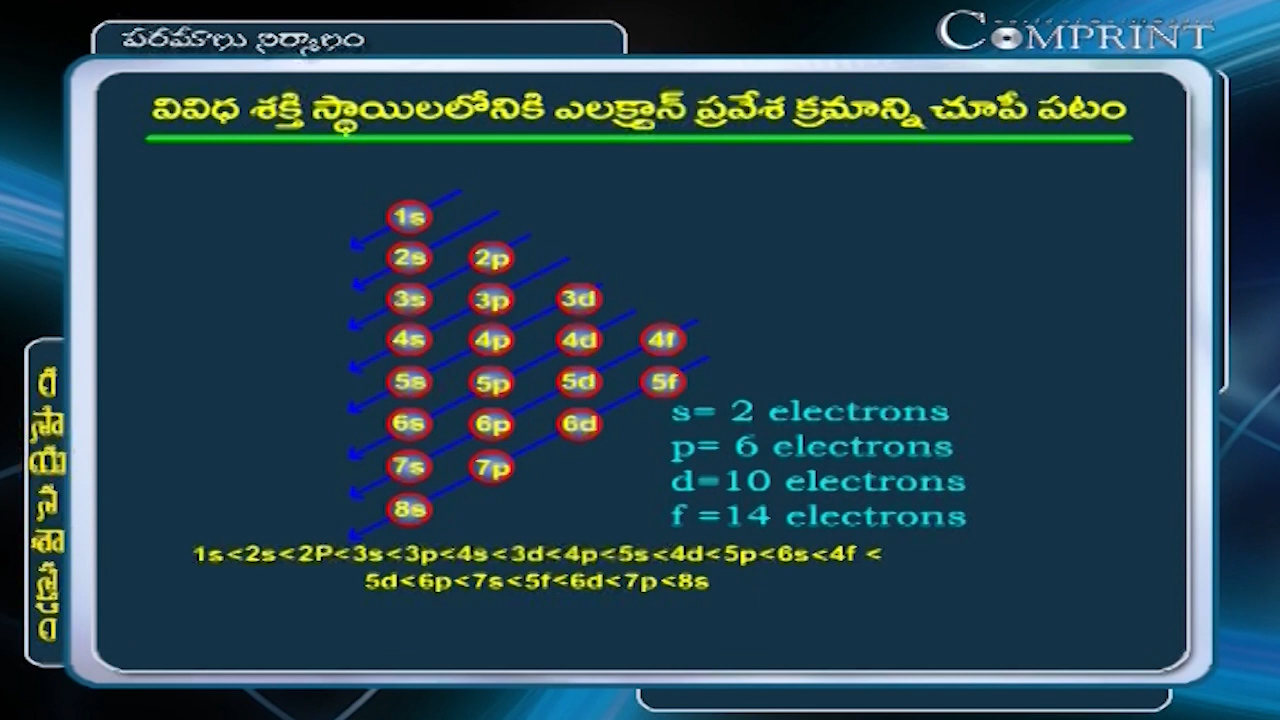 పరమాణు నిర్మాణం
COMPRINT
వివిధ శక్తి స్థాయిలలోనికి ఎలక్ట్రాన్ ప్రవేశ క్రమాన్ని చూపే పటం
1s
2s 2p
3s 3p 3d
4s 4p 4d 4f
5s 5p 5d 5f
6s 6p 6d
7s 7p
8s
s= 2 electrons
p= 6 electrons
d=10 electrons
f =14 electrons
1s<2s<2P<3s<3p<4s<3d<4p<5s<4d<5p<6s<4f <
5d<6p<7s<5f<6d<7p<8s